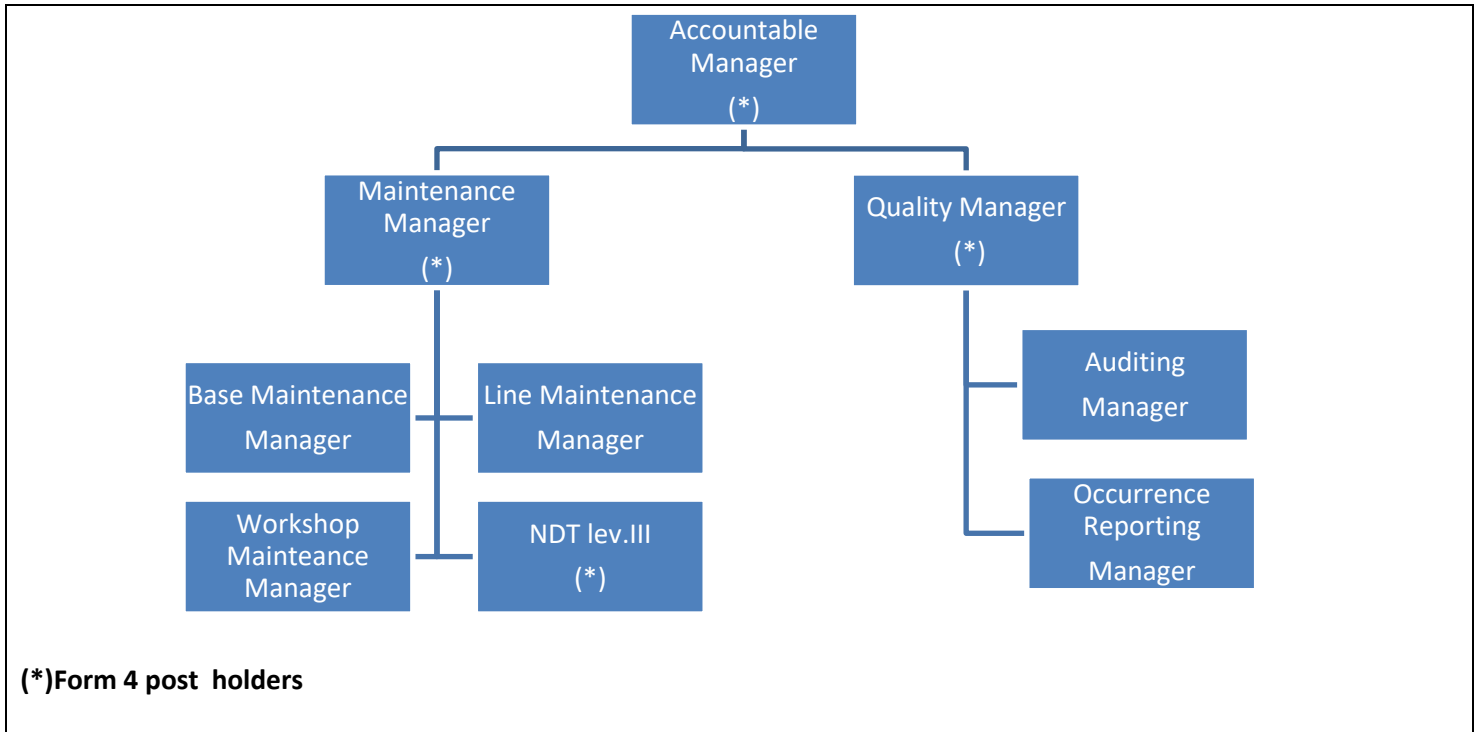 Accountable
Manager
(*)
Maintenance
Manager
(*)
Quality Manager
(*)
Base Maintenance
Manager
Line Maintenance
Manager
Auditing
Manager
Workshop
Mainteance
Manager
NDT lev.III
(*)
Occurrence
Reporting
Manager
(*)Form 4 post holders